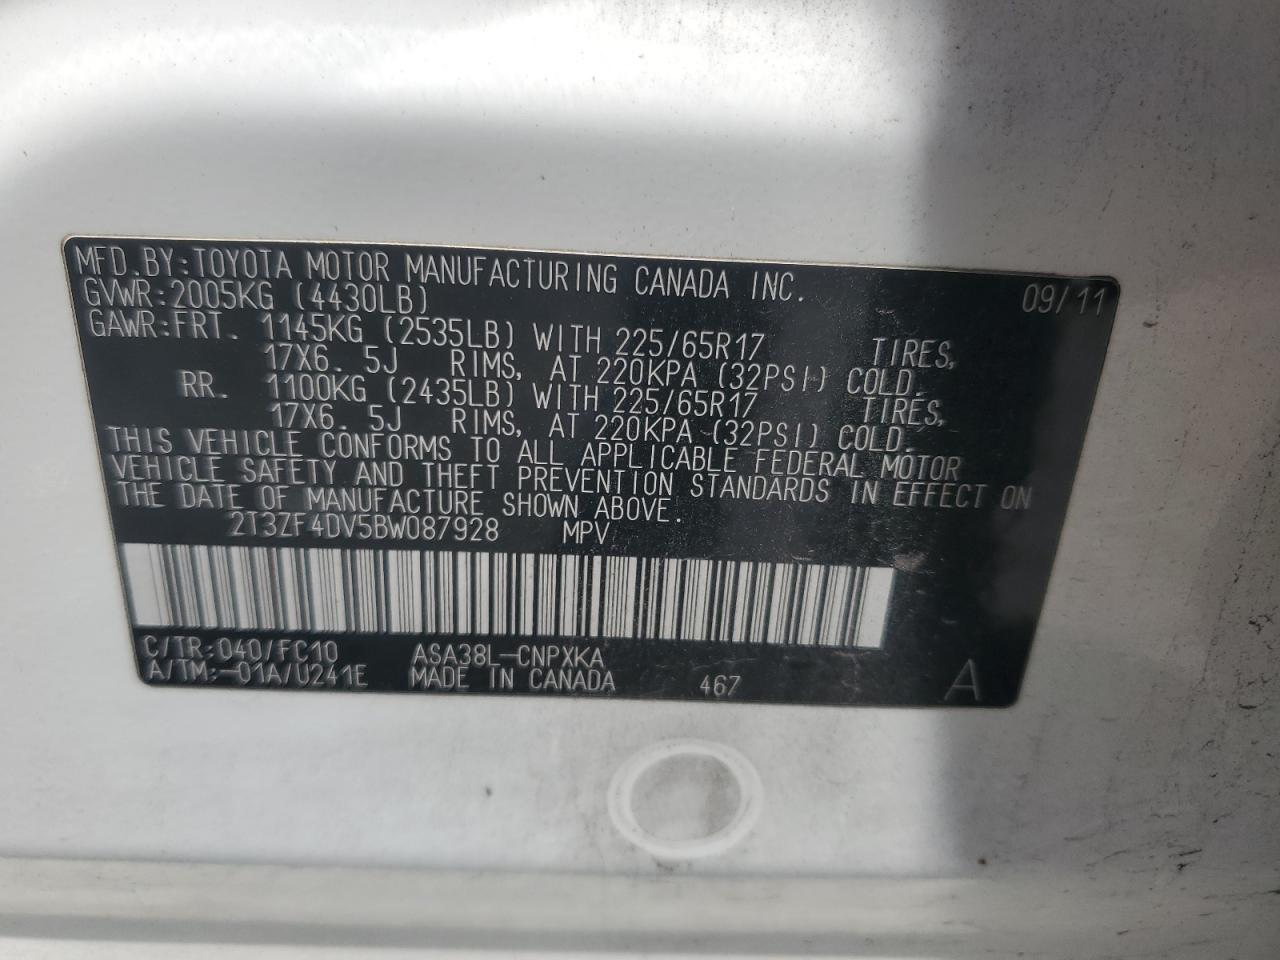 MFD.BY:TOYOTA MOTOR MANUFACTURING CANADA INC. 09/11
GVWR:2005KG (4430LB)
GAWR:FRT. 1145KG (2535LB) WITH 225/65R17 TIRES,
17X6. 5J RIMS, AT 220KPA (32PSI) COLD.
RR. 1100KG (2435LB) WITH 225/65R17 TIRES,
17X6. 5J RIMS, AT 220KPA (32PSI) COLD.
THIS VEHICLE CONFORMS TO ALL APPLICABLE FEDERAL MOTOR
VEHICLE SAFETY AND THEFT PREVENTION STANDARDS IN EFFECT ON
THE DATE OF MANUFACTURE SHOWN ABOVE.
2T3ZF4DV5BW087928 MPV
C/TR:040/FC10 ASA38L-CNPXKA
A/TM:-01A/U241E MADE IN CANADA 467 A